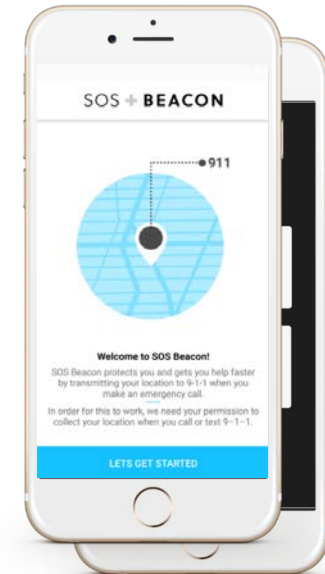 SOS + BEACON
911
Welcome to SOS Beacon!
SOS Beacon protects you and gets you help faster
by transmitting your location to 9-1-1 when you
make an emergency call.
In order for this to work, we need your permission to
collect your location when you call or text 9–1–1.
LETS GET STARTED